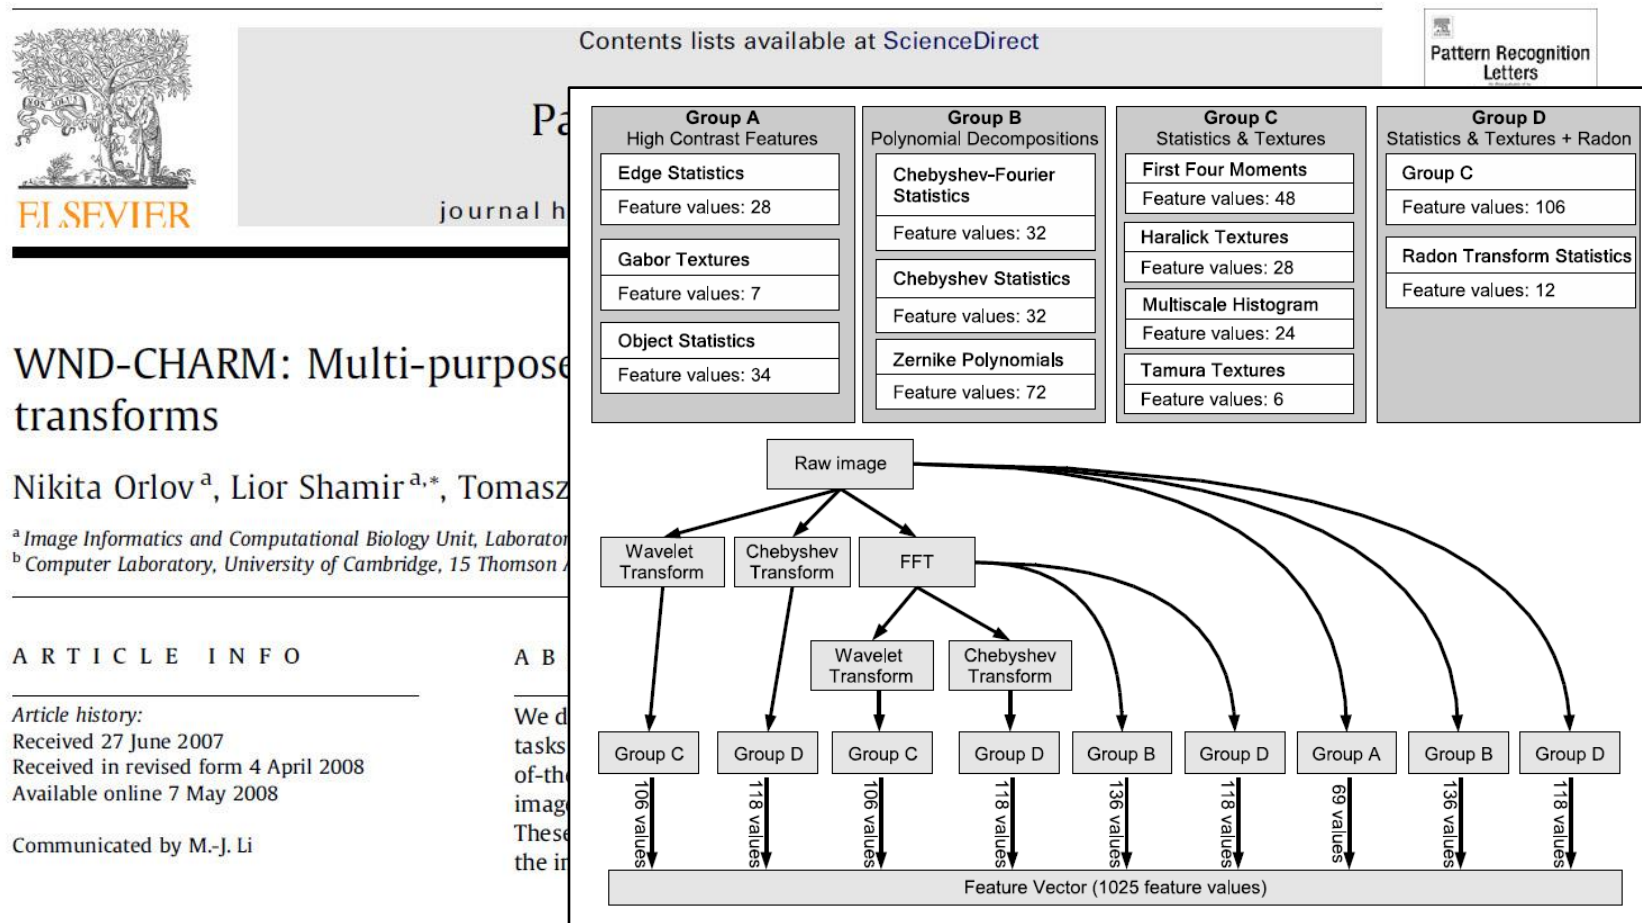 Contents lists available at ScienceDirect
Pattern Recognition
Letters
NON SOLUS
ELSEVIER
Pa
journal h
WND-CHARM: Multi-purpose
transforms
Nikita Orlov a, Lior Shamir a,*, Tomasz
a Image Informatics and Computational Biology Unit, Laborator
b Computer Laboratory, University of Cambridge, 15 Thomson A
ARTICLE INFO
AB
Article history:
Received 27 June 2007
Received in revised form 4 April 2008
Available online 7 May 2008
Communicated by M.-J. Li
We d
tasks
of-the
imag
These
the in
Group A
High Contrast Features
Edge Statistics
Feature values: 28
Gabor Textures
Feature values: 7
Object Statistics
Feature values: 34
Group B
Polynomial Decompositions
Chebyshev-Fourier
Statistics
Feature values: 32
Chebyshev Statistics
Feature values: 32
Zernike Polynomials
Feature values: 72
Group C
Statistics & Textures
First Four Moments
Feature values: 48
Haralick Textures
Feature values: 28
Multiscale Histogram
Feature values: 24
Tamura Textures
Feature values: 6
Group D
Statistics & Textures + Radon
Group C
Feature values: 106
Radon Transform Statistics
Feature values: 12
Raw image
Wavelet
Transform
Chebyshev
Transform
FFT
Wavelet
Transform
Chebyshev
Transform
Group C
Group D
Group C
Group D
Group B
Group D
Group A
Group B
Group D
106 values
118 values
106 values
118 values
136 values
118 values
69 values
136 values
118 values
Feature Vector (1025 feature values)